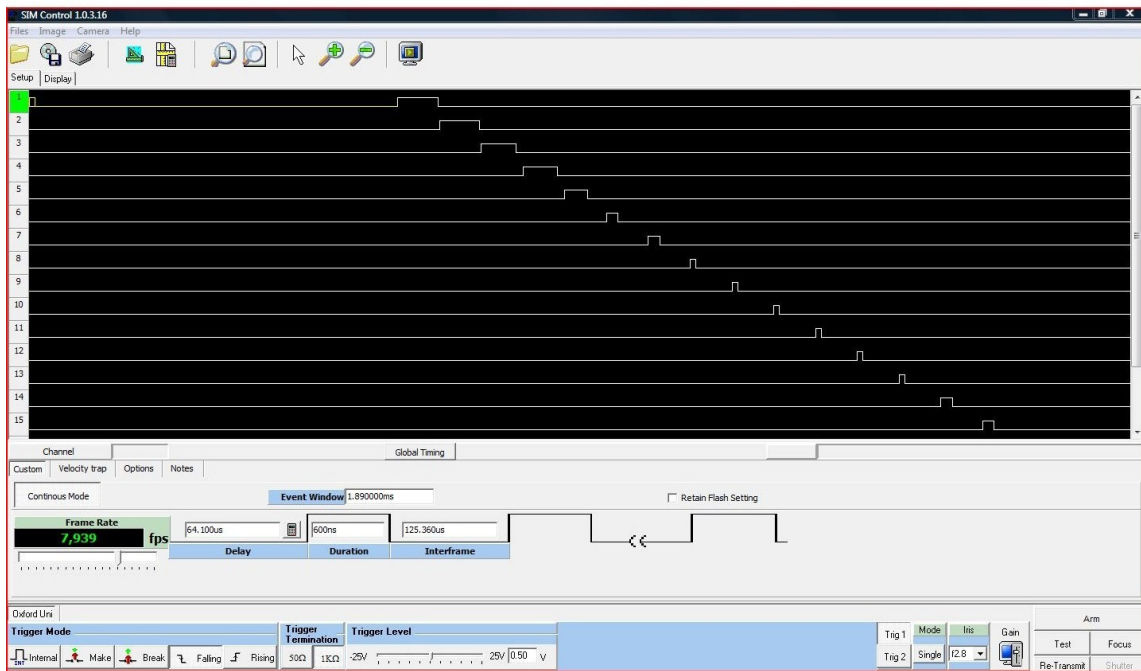 SIM Control 1.0.3.16
Files Image Camera Help
Setup Display
1
2
3
4
5
6
7
8
9
10
11
12
13
14
15
Channel Global Timing
Custom Velocity trap Options Notes
Continous Mode Event Window 1.890000ms Retain Flash Setting
Frame Rate
7,939 fps
64.100us 600ns 125.360us
Delay Duration Interframe
Oxford Uni
Trigger Mode Trigger Termination Trigger Level
INT Internal Make Break Falling Rising 50Ω 1KΩ -25V 25V 0.50 V
Trig 1 Mode Iris Gain
Trig 2 Single f2.8
Arm
Test Focus
Re-Transmit Shutter